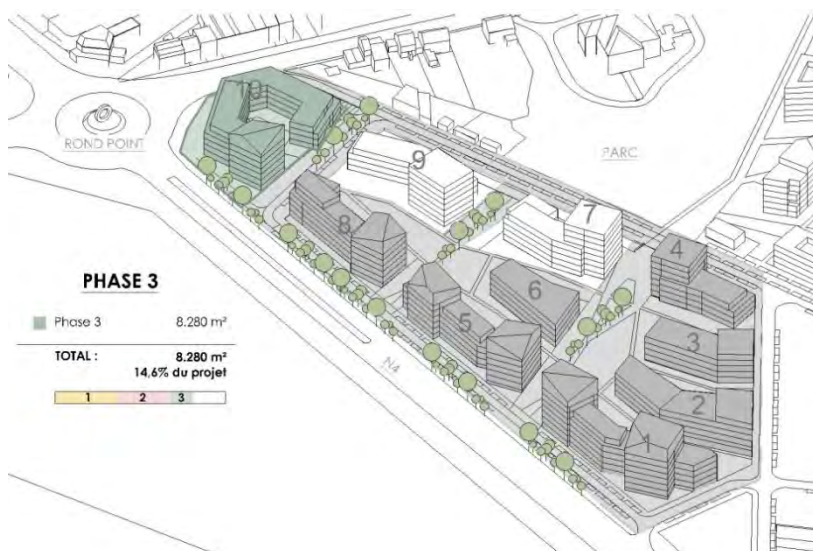 10
ROND POINT
9
PARC
7
8
4
PHASE 3
6
Phase 3 8.280 m²
5
3
TOTAL : 8.280 m²
14,6% du projet
N4
1 2 3
2
1